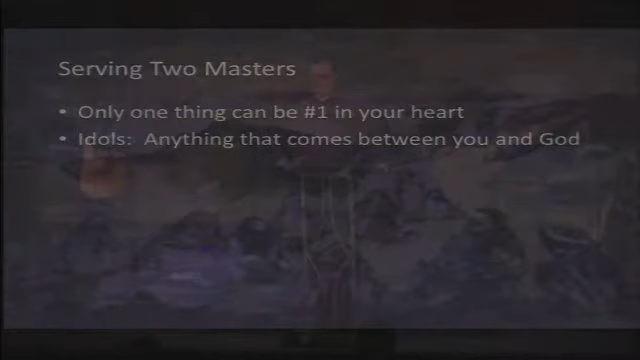 Serving Two Masters
• Only one thing can be #1 in your heart
• Idols: Anything that comes between you and God